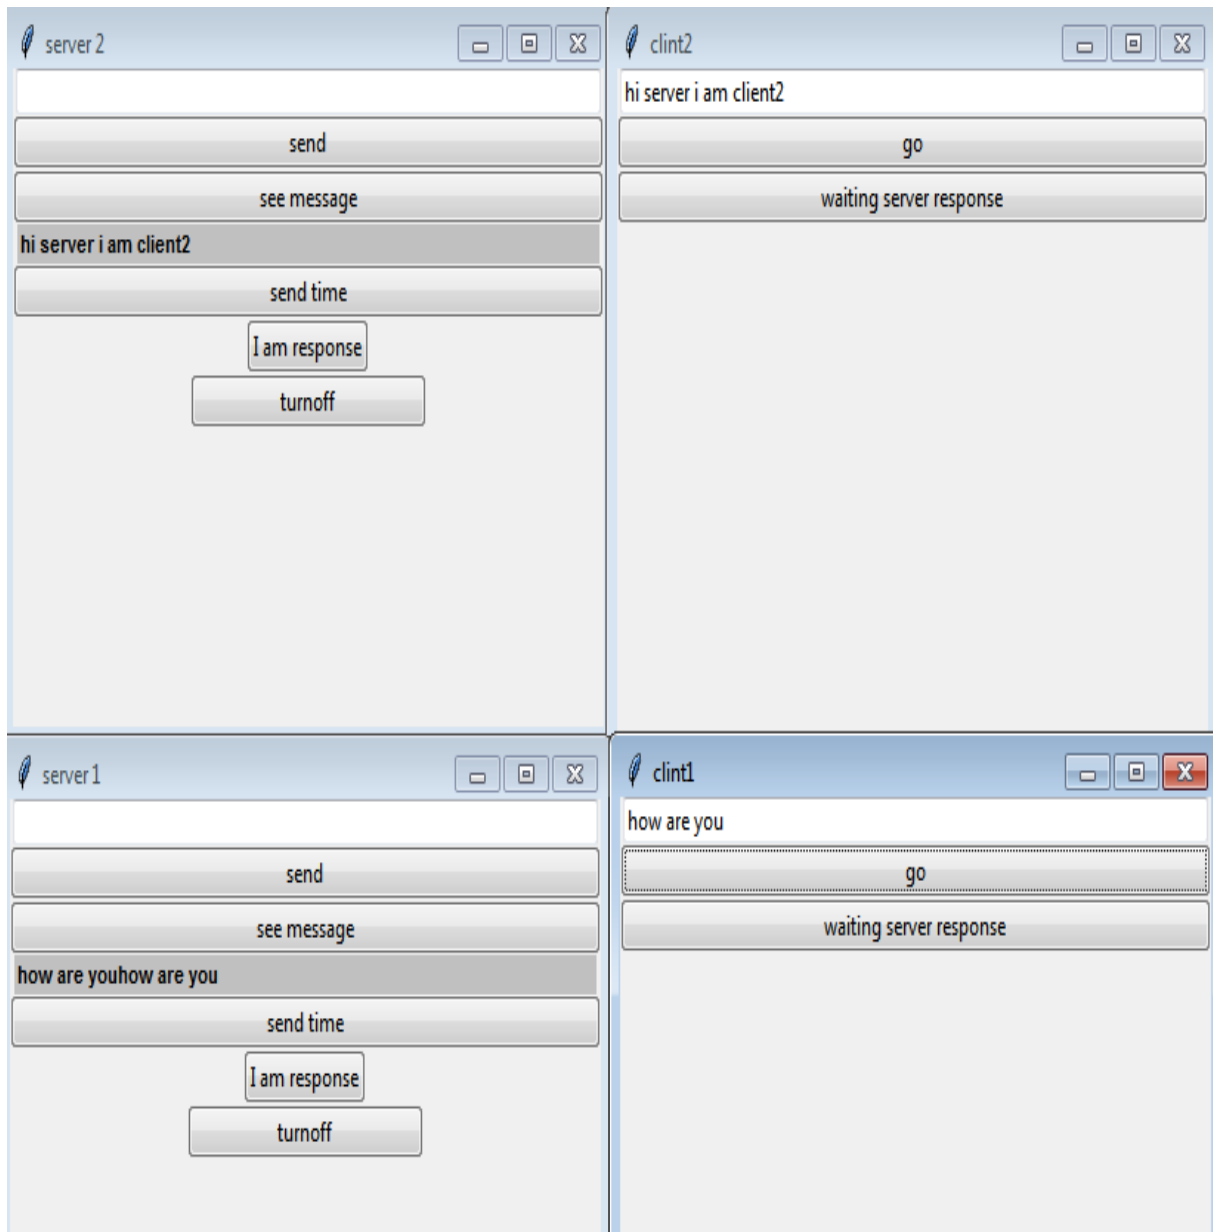 server 2
send
see message
hi server i am client2
send time
I am response
turnoff
clint2
hi server i am client2
go
waiting server response
server 1
send
see message
how are youhow are you
send time
I am response
turnoff
clint1
how are you
go
waiting server response